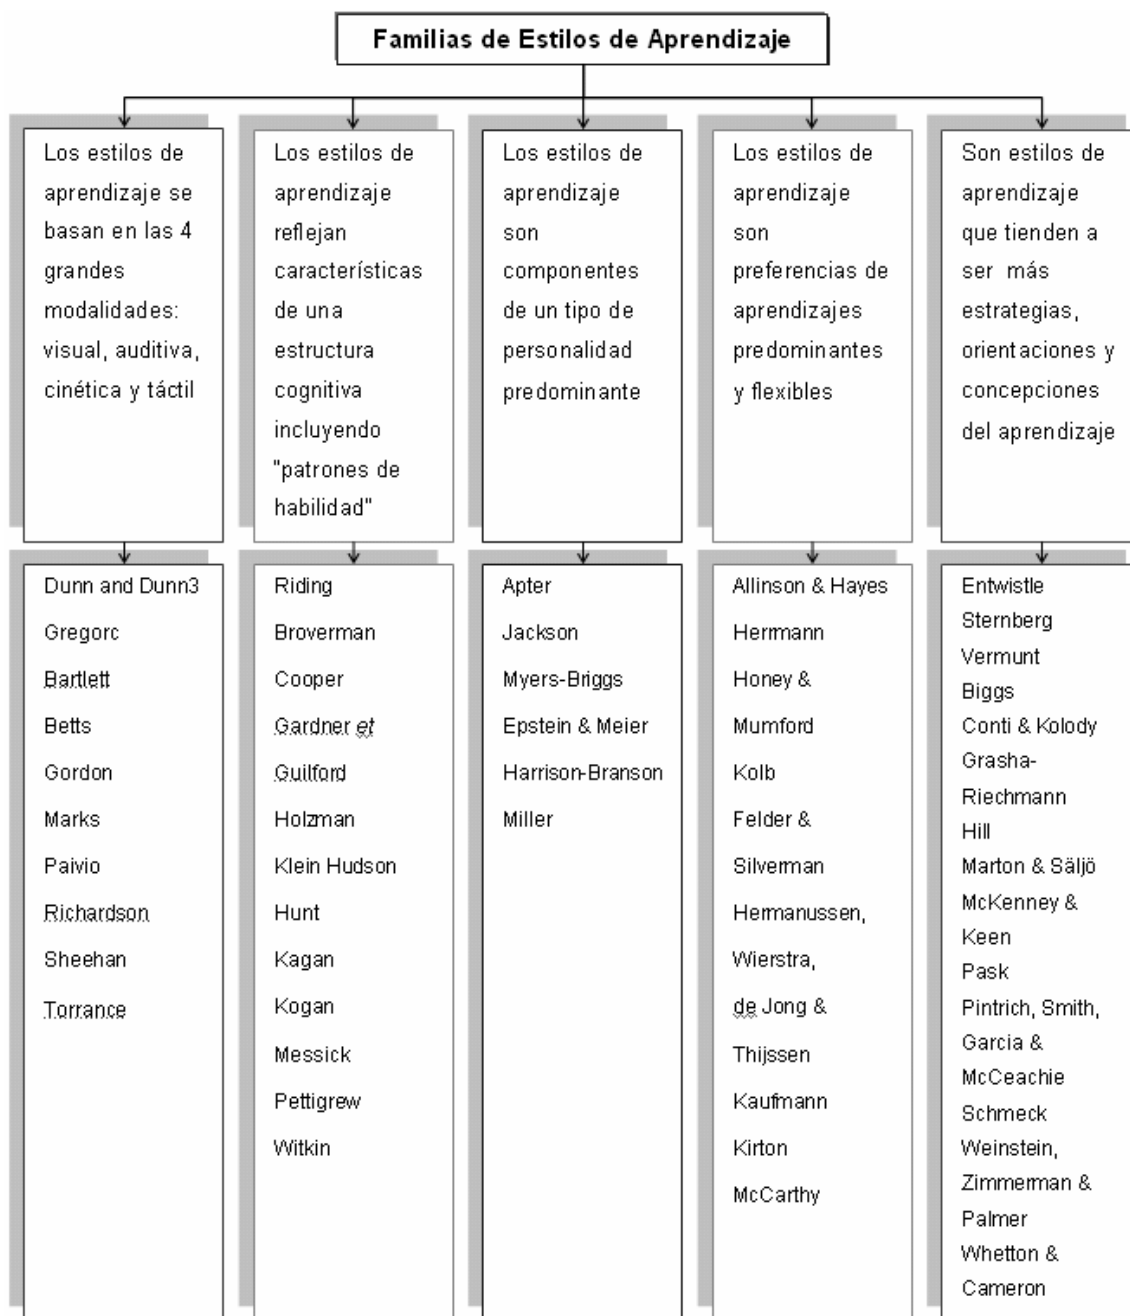 Familias de Estilos de Aprendizaje
Los estilos de
aprendizaje se
basan en las 4
grandes
modalidades:
visual, auditiva,
cinética y táctil
Los estilos de
aprendizaje
reflejan
características
de una
estructura
cognitiva
incluyendo
"patrones de
habilidad"
Los estilos de
aprendizaje
son
componentes
de un tipo de
personalidad
predominante
Los estilos de
aprendizaje
son
preferencias de
aprendizajes
predominantes
y flexibles
Son estilos de
aprendizaje
que tienden a
ser más
estrategias,
orientaciones y
concepciones
del aprendizaje
Dunn and Dunn3
Gregorc
Bartlett
Betts
Gordon
Marks
Paivio
Richardson
Sheehan
Torrance
Riding
Broverman
Cooper
Gardner et
Guilford
Holzman
Klein Hudson
Hunt
Kagan
Kogan
Messick
Pettigrew
Witkin
Apter
Jackson
Myers-Briggs
Epstein & Meier
Harrison-Branson
Miller
Allinson & Hayes
Herrmann
Honey &
Mumford
Kolb
Felder &
Silverman
Hermanussen,
Wierstra,
de Jong &
Thijssen
Kaufmann
Kirton
McCarthy
Entwistle
Sternberg
Vermunt
Biggs
Conti & Kolody
Grasha-
Riechmann
Hill
Marton & Säljö
McKenney &
Keen
Pask
Pintrich, Smith,
Garcia &
McCeachie
Schmeck
Weinstein,
Zimmerman &
Palmer
Whetton &
Cameron